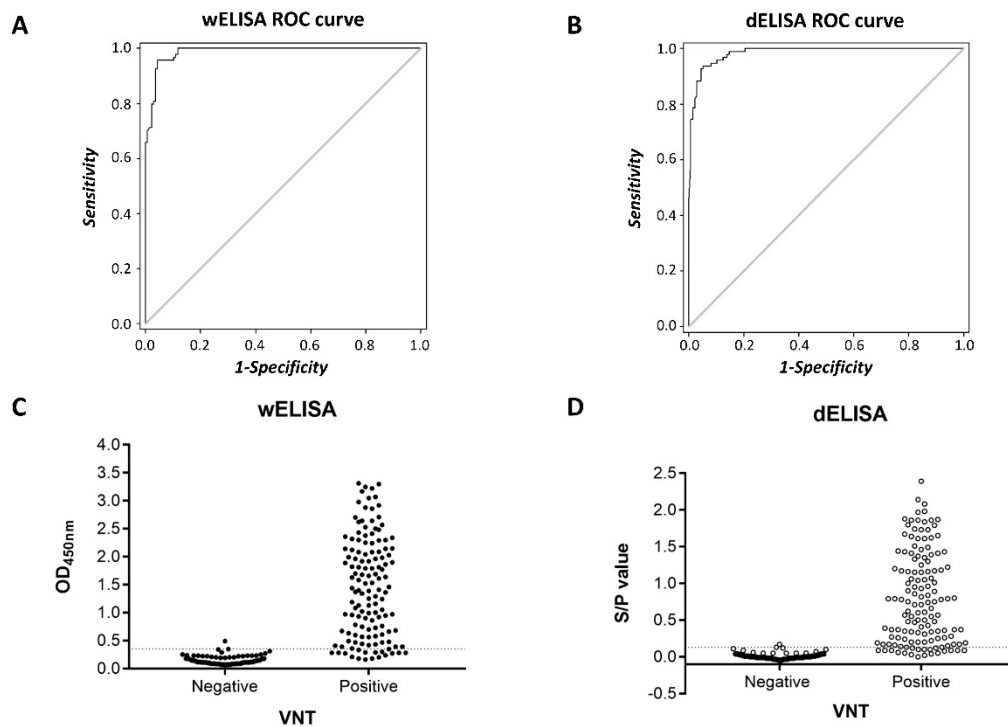 A
wELISA ROC curve
1.0
0.8
0.6
0.4
0.2
0.0
Sensitivity
0.0 0.2 0.4 0.6 0.8 1.0
1-Specificity
B
dELISA ROC curve
1.0
0.8
0.6
0.4
0.2
0.0
Sensitivity
0.0 0.2 0.4 0.6 0.8 1.0
1-Specificity
C
wELISA
4.0
3.5
3.0
2.5
2.0
1.5
1.0
0.5
0.0
OD450nm
Negative Positive
VNT
D
dELISA
2.5
2.0
1.5
1.0
0.5
0.0
-0.5
S/P value
Negative Positive
VNT